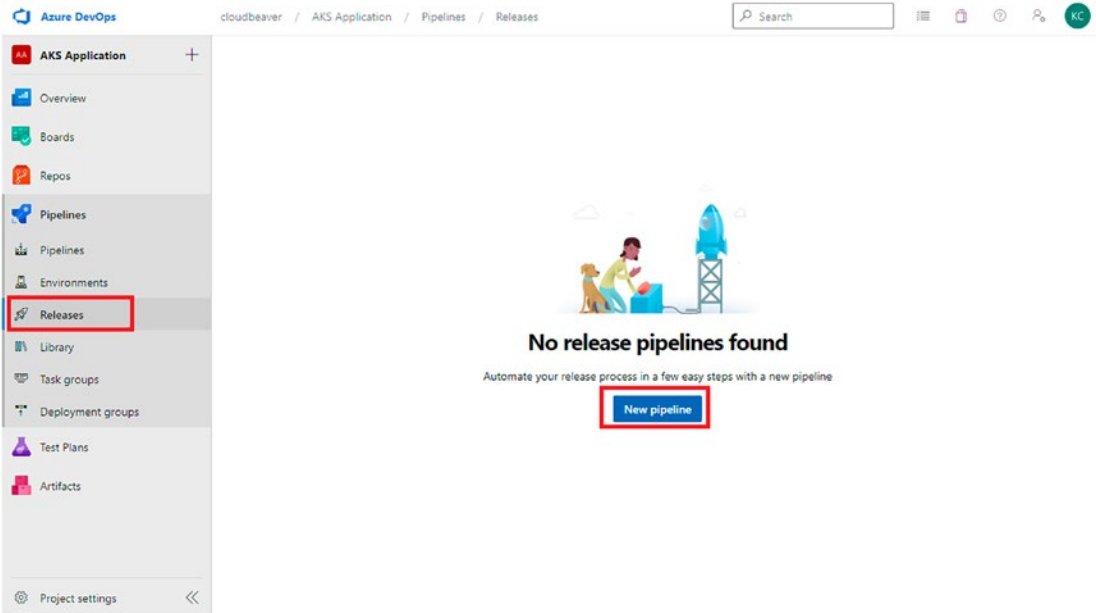 Azure DevOps
cloudbeaver / AKS Application / Pipelines / Releases
Search
KC
AA
AKS Application
Overview
Boards
Repos
Pipelines
Pipelines
Environments
Releases
Library
Task groups
Deployment groups
Test Plans
Artifacts
Project settings
No release pipelines found
Automate your release process in a few easy steps with a new pipeline
New pipeline